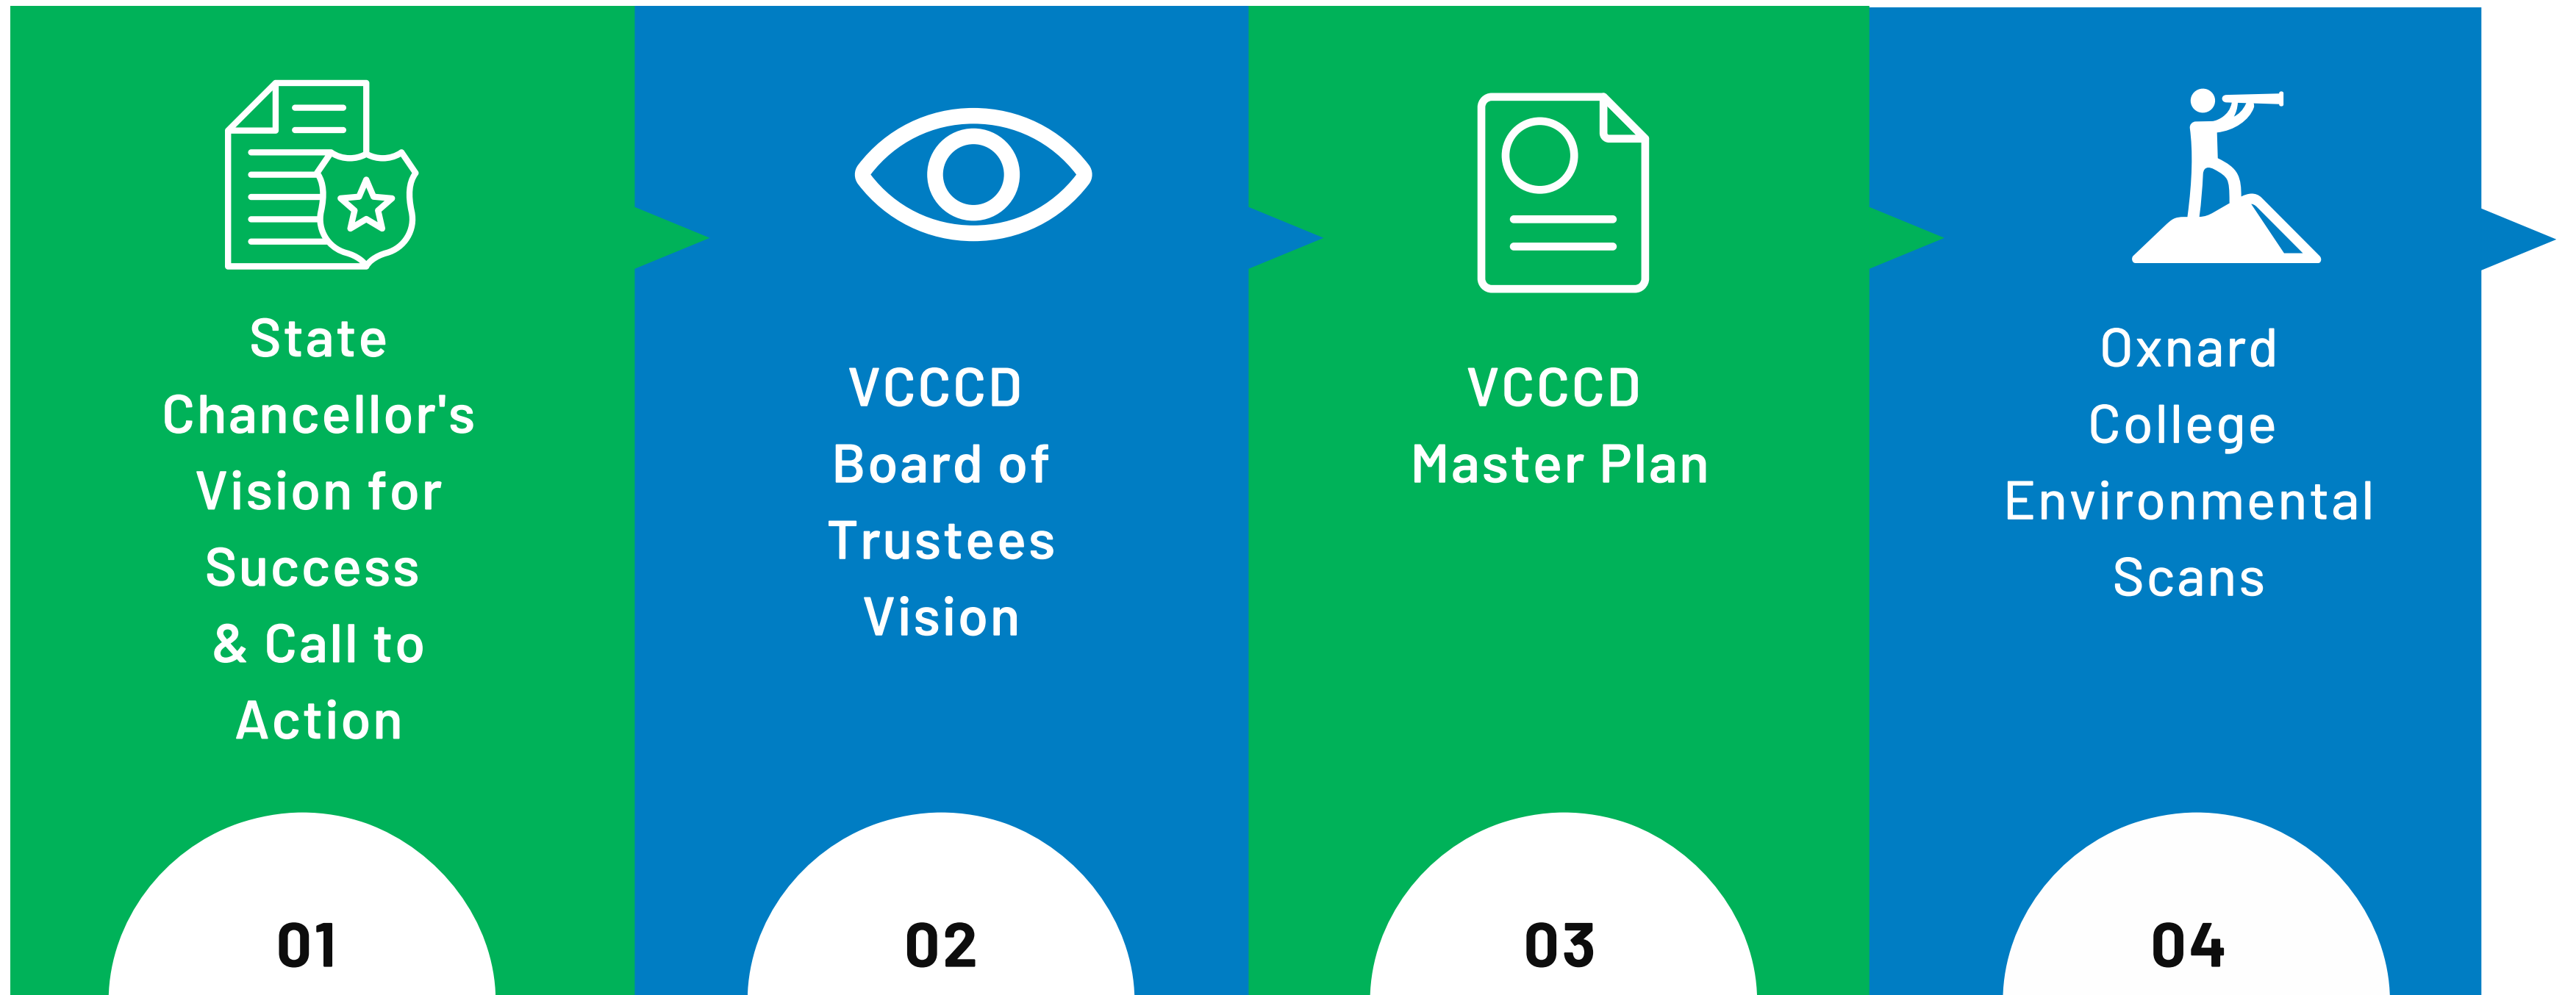 State
Chancellor's
Vision for
Success
& Call to
Action
01
VCCCD
Board of
Trustees
Vision
02
VCCCD
Master Plan
03
Oxnard
College
Environmental
Scans
04